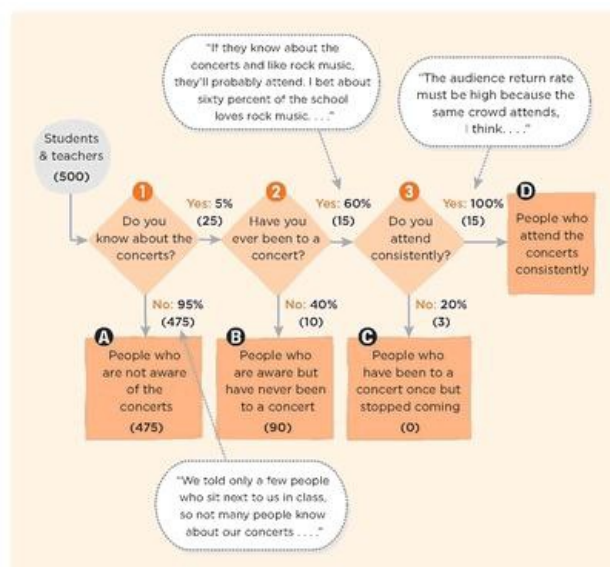 "If they know about the
concerts and like rock music,
they'll probably attend. I bet about
sixty percent of the school
loves rock music. . . ."
"The audience return rate
must be high because the
same crowd attends,
I think. . . ."
Students
& teachers
(500)
1
Do you
know about the
concerts?
Yes: 5%
(25)
2
Have you
ever been to a
concert?
Yes: 60%
(15)
3
Do you
attend
consistently?
Yes: 100%
(15)
D
People who
attend the
concerts
consistently
No: 95%
(475)
No: 40%
(10)
No: 20%
(3)
A
People who
are not aware
of the
concerts
(475)
B
People who
are aware but
have never been
to a concert
(90)
C
People who
have been to a
concert once but
stopped coming
(0)
"We told only a few people
who sit next to us in class,
so not many people know
about our concerts . . . ."